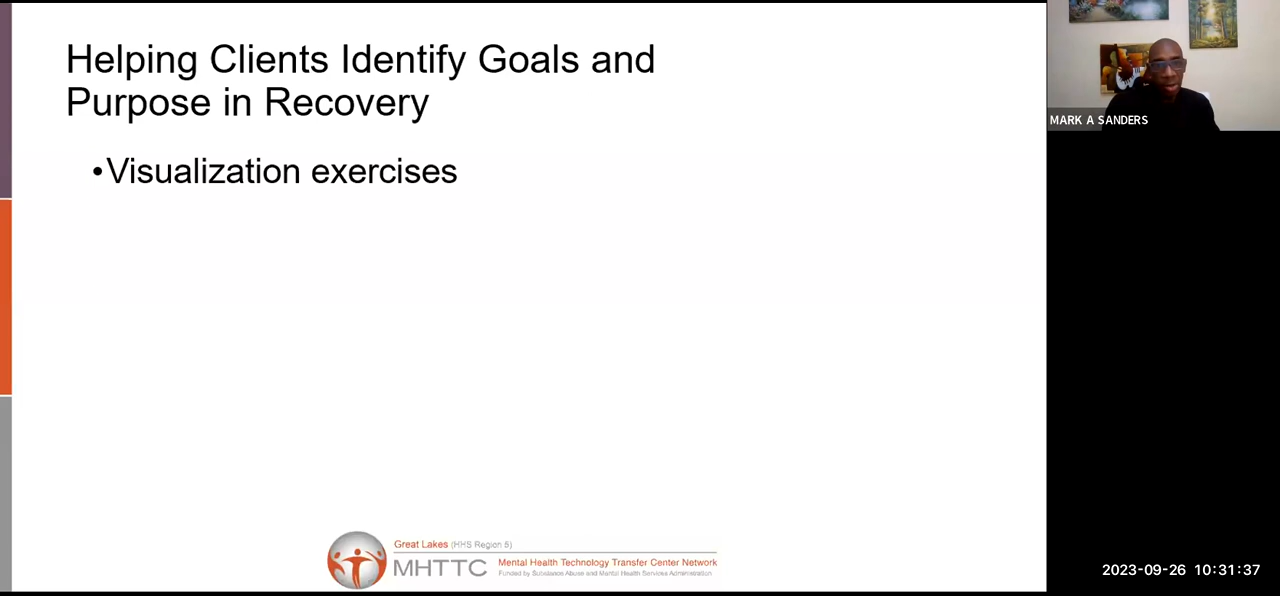 Helping Clients Identify Goals and
Purpose in Recovery
•Visualization exercises
MARK A SANDERS
Great Lakes (HHS Region 5)
MHTTC
Mental Health Technology Transfer Center Network
Funded by Substance Abuse and Mental Health Services Administration
2023-09-26 10:31:37